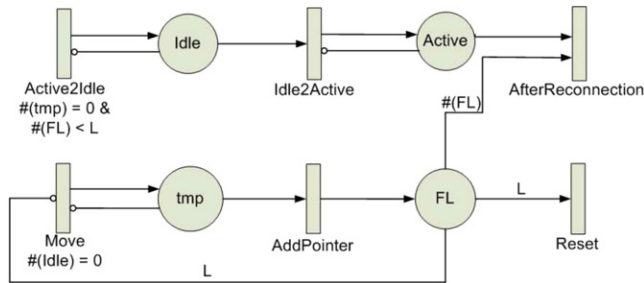 Idle
Active
Active2Idle
#(tmp) = 0 &
#(FL) < L
Idle2Active
AfterReconnection
#(FL)
tmp
FL
L
Move
#(Idle) = 0
AddPointer
Reset
L